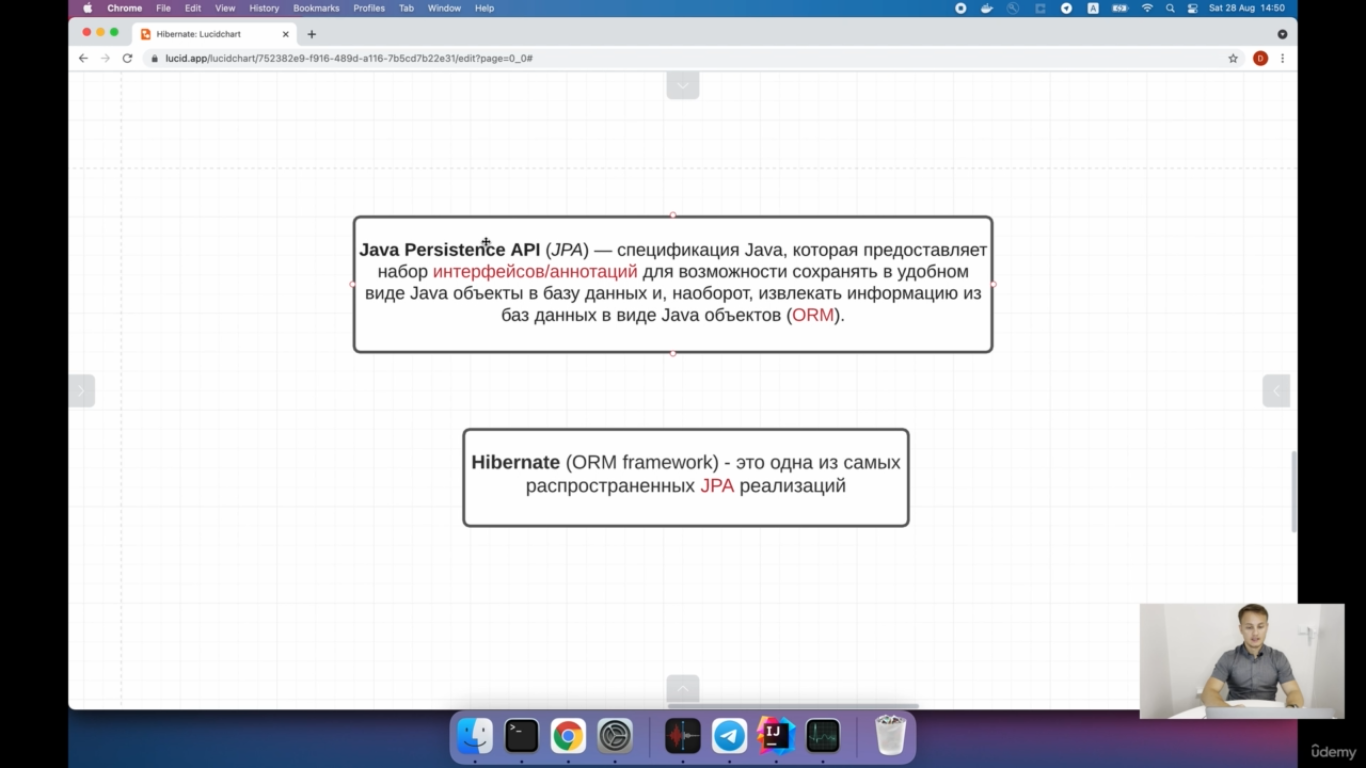 Chrome File Edit View History Bookmarks Profiles Tab Window Help
A
Sat 28 Aug 14:50
Hibernate: Lucidchart
lucid.app/lucidchart/752382e9-f916-489d-a116-7b5cd7b22e31/edit?page=0_0#
D
Java Persistence API (JPA) — спецификация Java, которая предоставляет
набор интерфейсов/аннотаций для возможности сохранять в удобном
виде Java объекты в базу данных и, наоборот, извлекать информацию из
баз данных в виде Java объектов (ORM).
Hibernate (ORM framework) - это одна из самых
распространенных JPA реализаций
IJ
ûdemy